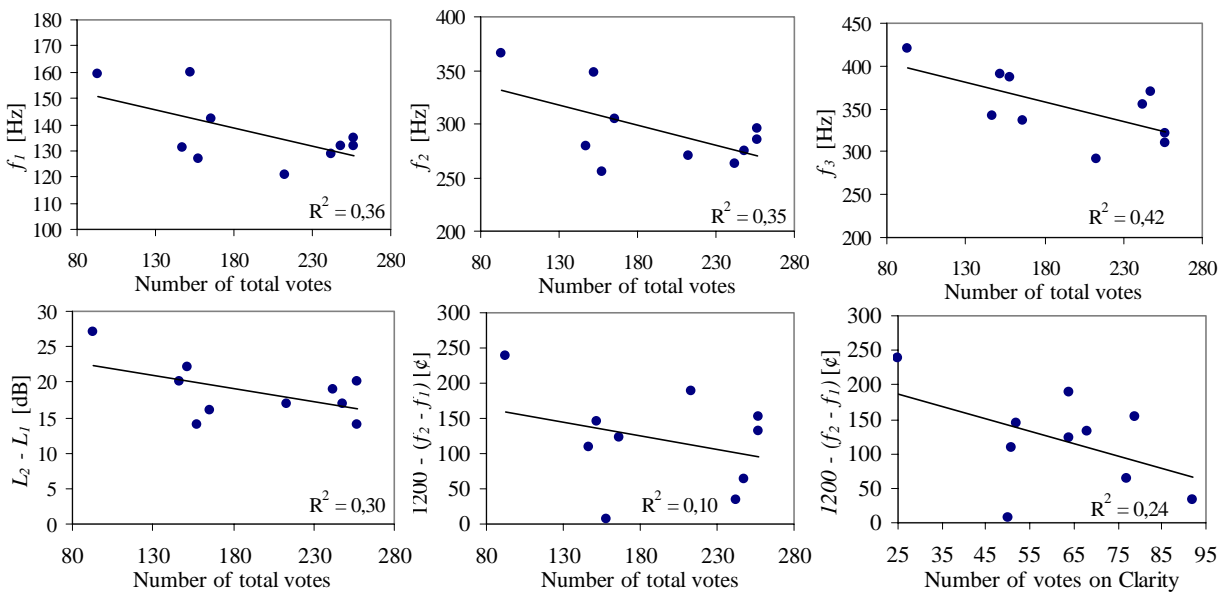 180
170
160
150
140
130
120
110
100
f1 [Hz]
R2 = 0,36
80 130 180 230 280
Number of total votes
400
350
300
250
200
f2 [Hz]
R2 = 0,35
80 130 180 230 280
Number of total votes
450
400
350
300
250
200
f3 [Hz]
R2 = 0,42
80 130 180 230 280
Number of total votes
30
25
20
15
10
5
0
L2 - L1 [dB]
R2 = 0,30
80 130 180 230 280
Number of total votes
300
250
200
150
100
50
0
1200 - (f2 - f1) [¢]
R2 = 0,10
80 130 180 230 280
Number of total votes
300
250
200
150
100
50
0
1200 - (f2 - f1) [¢]
R2 = 0,24
25 35 45 55 65 75 85 95
Number of votes on Clarity